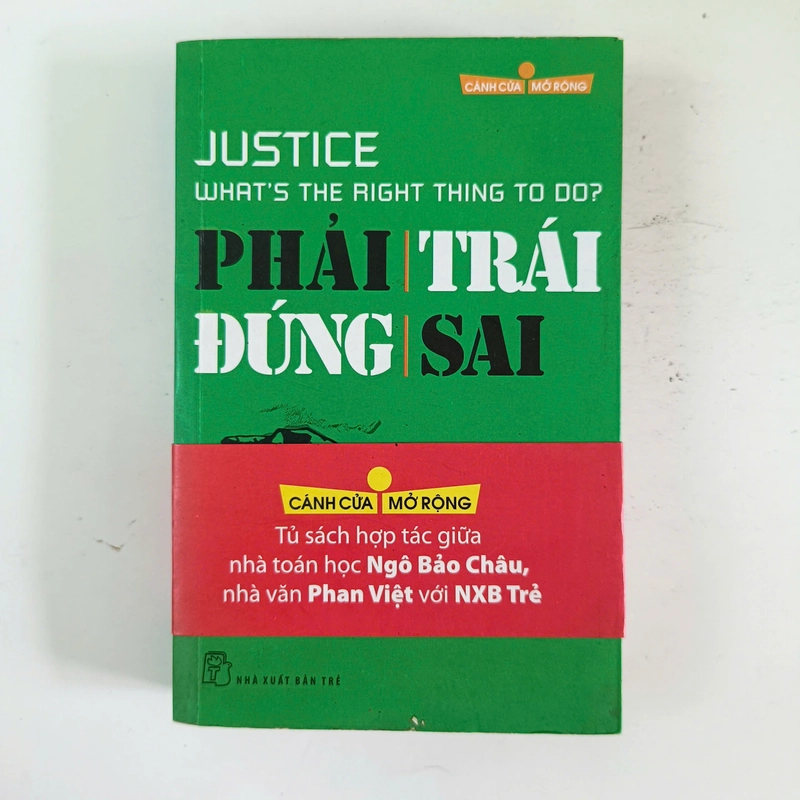 CÁNH CỬA MỞ RỘNG
JUSTICE
WHAT'S THE RIGHT THING TO DO?
PHẢI | TRÁI
ĐÚNG | SAI
CÁNH CỬA MỞ RỘNG
Tủ sách hợp tác giữa
nhà toán học Ngô Bảo Châu,
nhà văn Phan Việt với NXB Trẻ
T
NHÀ XUẤT BẢN TRẺ